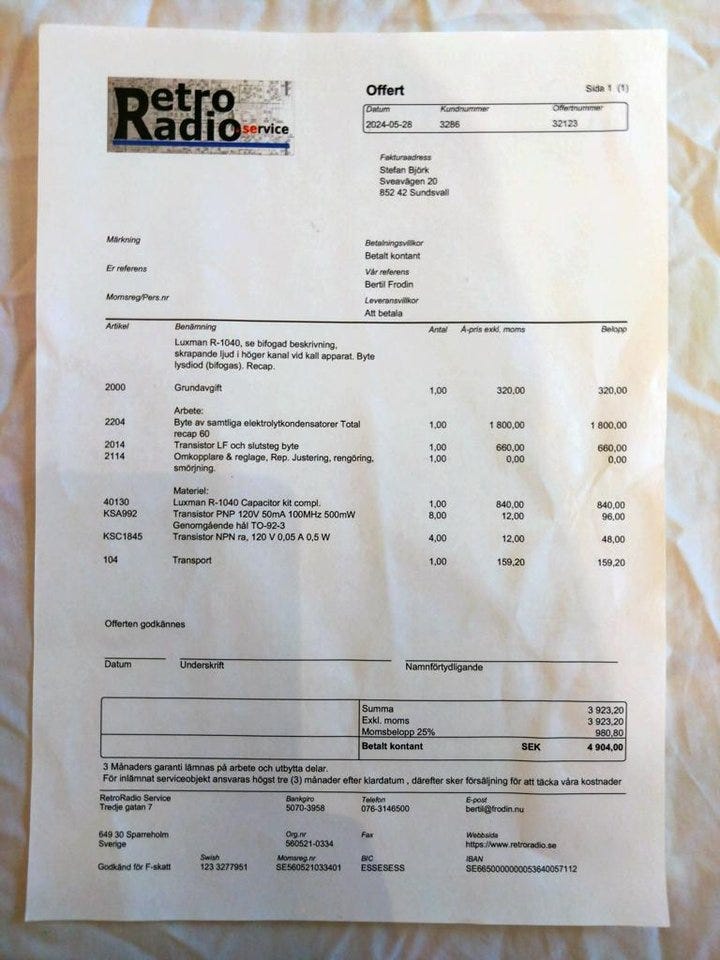 Retro
Radio service
Offert
Sida 1 (1)
Datum Kundnummer Offertnummer
2024-05-28 3286 32123
Fakturaadress
Stefan Björk
Sveavägen 20
852 42 Sundsvall
Märkning
Betalningsvillkor
Betalt kontant
Er referens
Vår referens
Bertil Frodin
Momsreg/Pers.nr
Leveransvillkor
Att betala
Artikel Benämning Antal A-pris exkl. moms Belopp
Luxman R-1040, se bifogad beskrivning,
skrapande ljud i höger kanal vid kall apparat. Byte
lysdiod (bifogas). Recap.
2000 Grundavgift 1,00 320,00 320,00
Arbete:
2204 Byte av samtliga elektrolytkondensatorer Total 1,00 1 800,00 1 800,00
recap 60
2014 Transistor LF och slutsteg byte 1,00 660,00 660,00
2114 Omkopplare & reglage, Rep. Justering, rengöring, 1,00 0,00 0,00
smörjning.
Materiel:
40130 Luxman R-1040 Capacitor kit compl. 1,00 840,00 840,00
KSA992 Transistor PNP 120V 50mA 100MHz 500mW 8,00 12,00 96,00
Genomgående hål TO-92-3
KSC1845 Transistor NPN ra, 120 V 0,05 A 0,5 W 4,00 12,00 48,00
104 Transport 1,00 159,20 159,20
Offerten godkännes
Datum Underskrift Namnförtydligande
Summa 3 923,20
Exkl. moms 3 923,20
Momsbelopp 25% 980,80
Betalt kontant SEK 4 904,00
3 Månaders garanti lämnas på arbete och utbytta delar.
För inlämnat serviceobjekt ansvaras högst tre (3) månader efter klardatum , därefter sker försäljning för att täcka våra kostnader
RetroRadio Service Bankgiro Telefon E-post
Tredje gatan 7 5070-3958 076-3146500 bertil@frodin.nu
649 30 Sparreholm Org.nr Fax Webbsida
Sverige 560521-0334 https://www.retroradio.se
Swish Momsreg.nr BIC IBAN
Godkänd för F-skatt 123 3277951 SE560521033401 ESSESESS SE6650000000053640057112